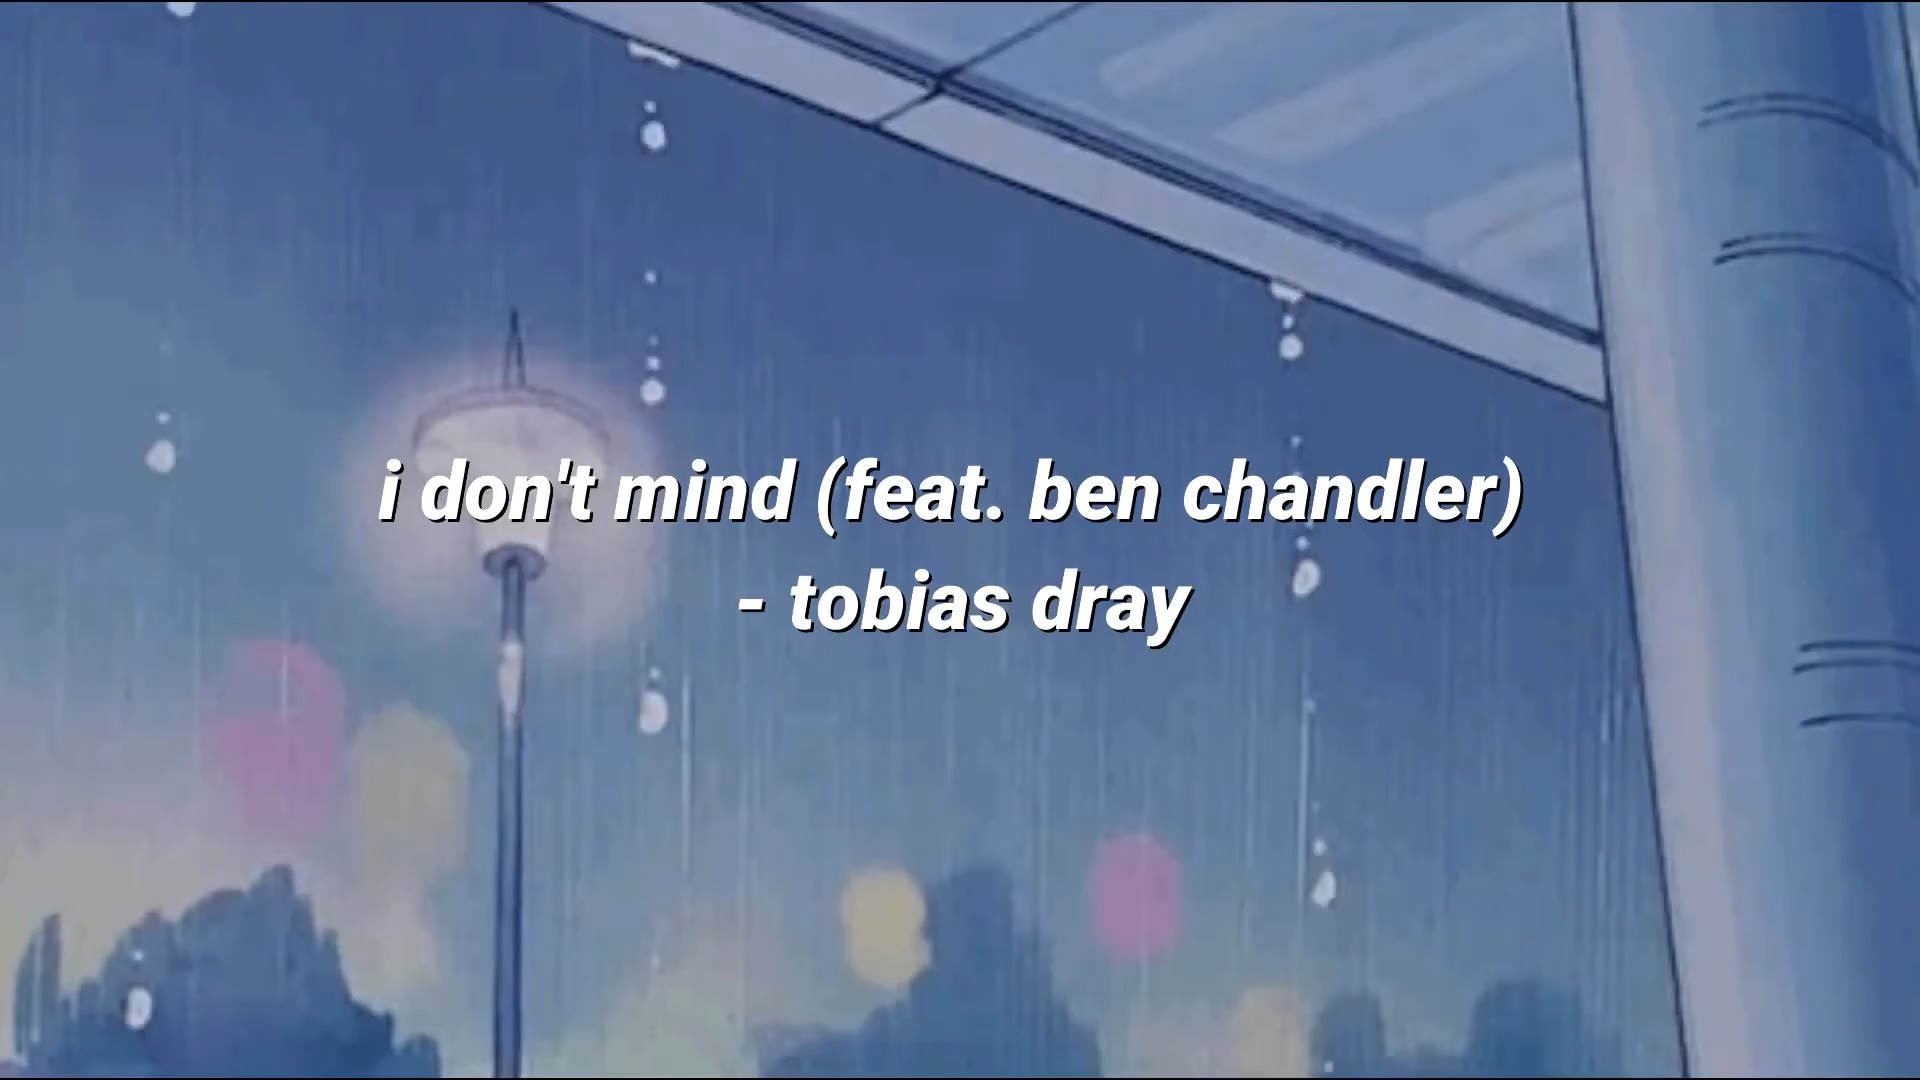 i don't mind (feat. ben chandler)
- tobias dray